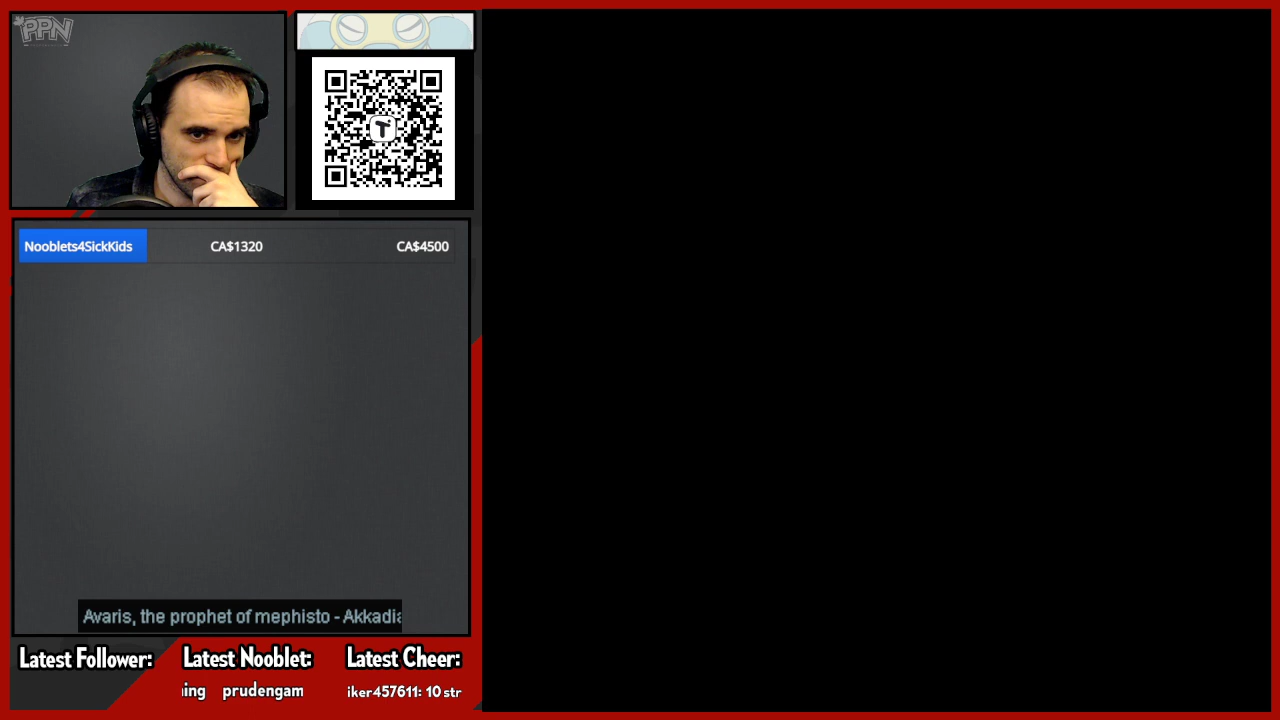 PPN
T
Nooblets4SickKids CA$1320 CA$4500
Avaris, the prophet of mephisto - Akkadia
Latest Follower: Latest Nooblet: Latest Cheer:
ing prudengam iker457611: 10 str